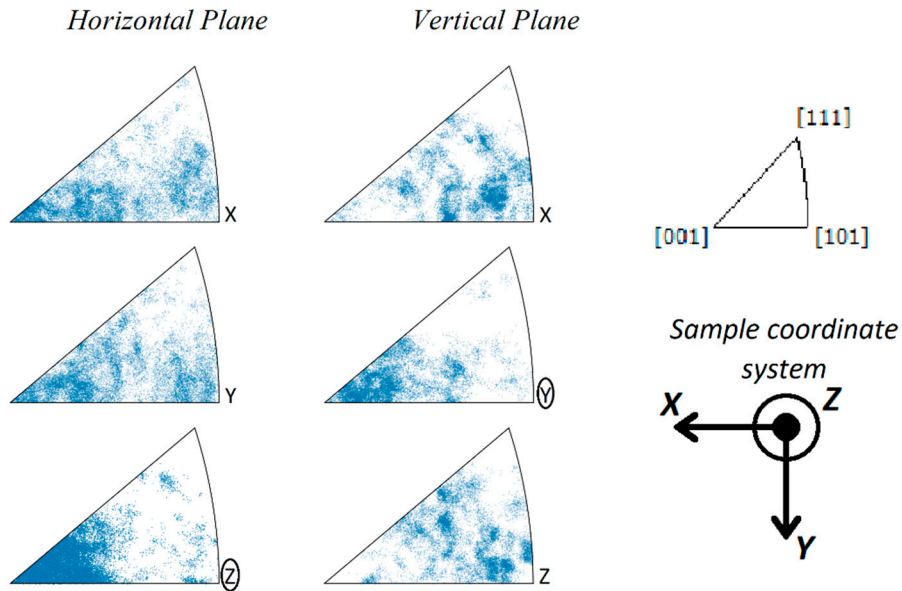 Horizontal Plane
Vertical Plane
X
X
[111]
[001]
[101]
Y
Y
Sample coordinate
system
X
Z
Y
Z
Z